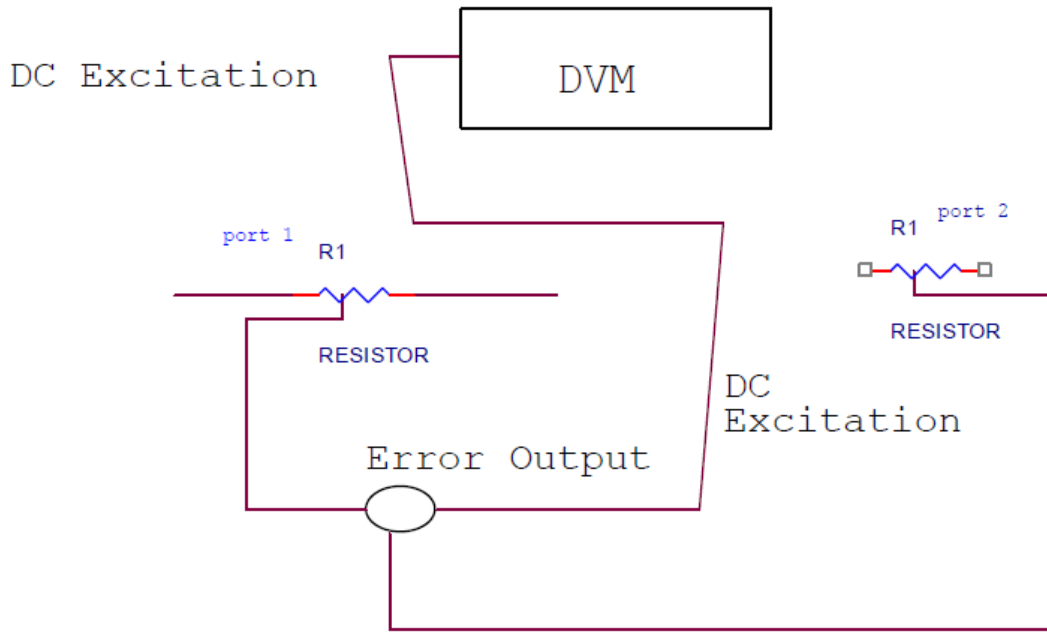 DC Excitation
DVM
port 1
R1
RESISTOR
port 2
R1
RESISTOR
DC
Excitation
Error Output